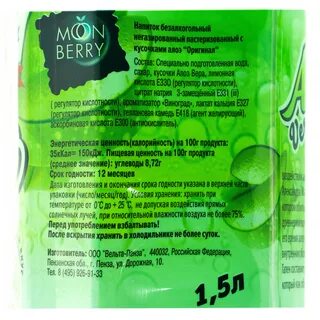 MOON
BERRY
Напиток безалкогольный
негазированный пастеризованный с
кусочками алоэ "Оригинал"
Состав: Специально подготовленная вода,
сахар, кусочки Алоэ Вера, лимонная
кислота Е330 (регулятор кислотности),
цитрат натрия 3-замещённый Е331 (ii)
( регулятор кислотности), ароматизатор «Виноград», лактат кальция Е327
(регулятор кислотности), геллановая камедь Е418 (агент желирующий),
аскорбиновая кислота Е300 (антиокислитель).
Энергетическая ценность(калорийность) на 100г продукта
35кКал= 150кДж. Пищевая ценность на 100г продукта
(среднее значение): углеводы 8,72г
Срок годности: 12 месяцев
Дата изготовления и окончания срока годности указана в верхней части
упаковки (число/месяц/год). Условия хранения: хранить при
температуре от 0˚С до + 25 ˚С, не допуская воздействия прямых
солнечных лучей, при относительной влажности воздуха не более 75%.
Перед употреблением взбалтывать!
После вскрытия хранить в холодильнике не более суток.
Изготовитель: ООО "Вельта-Пенза", 440032, Российская Федерация,
Пензенская обл., г. Пенза, ул. Дорожная, 10.
Тел. 8 (495) 926-91-33
1,5л